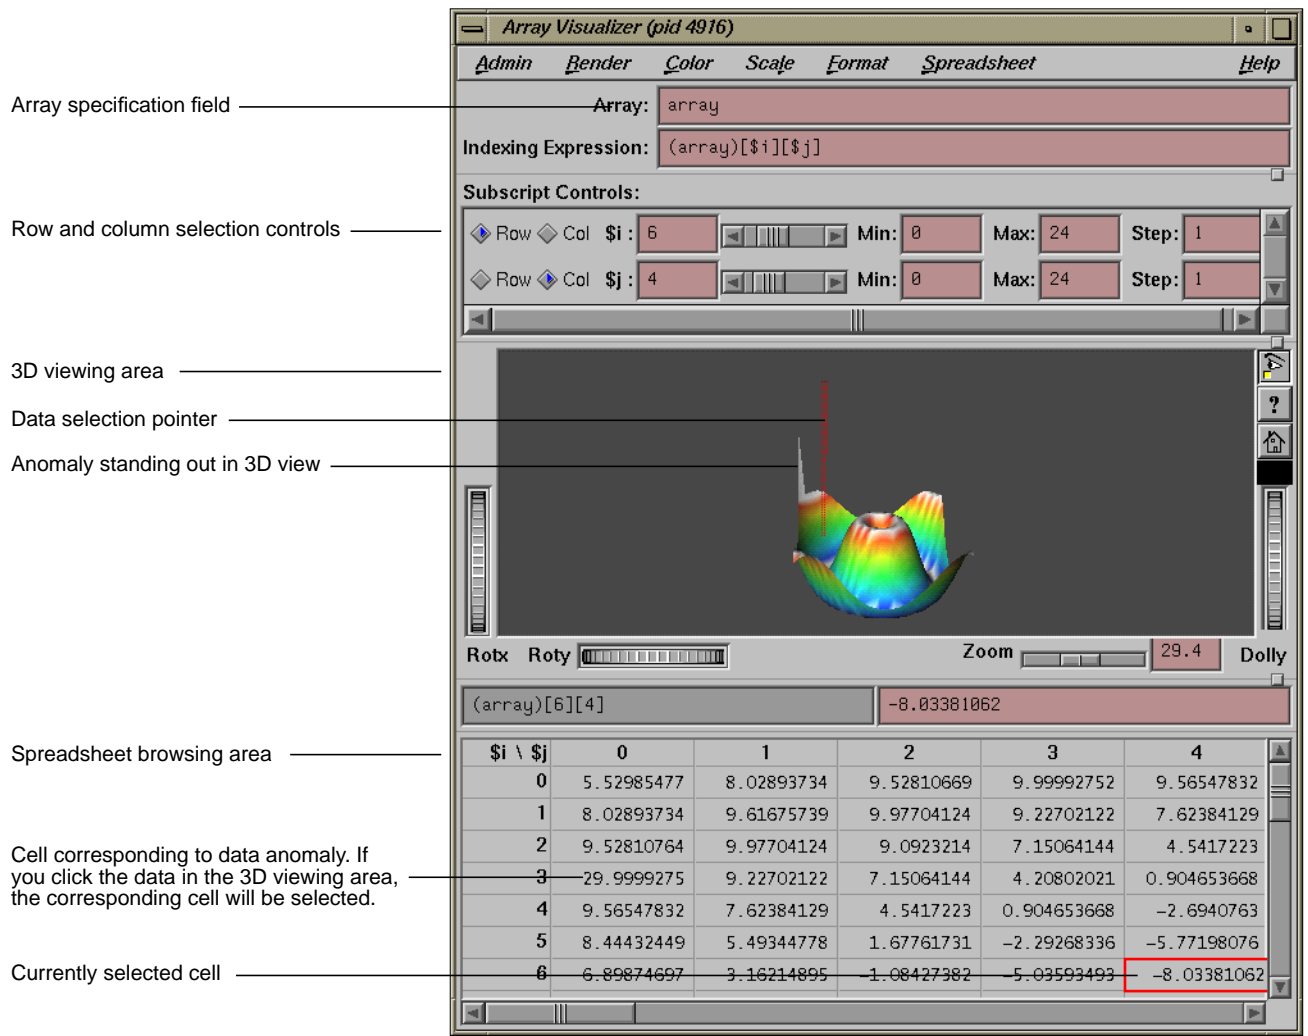 Array Visualizer (pid 4916)
Admin Render Color Scale Format Spreadsheet Help
Array specification field
Array: array
Indexing Expression: (array)[$i][$j]
Subscript Controls:
Row and column selection controls
Row Col $i : 6 Min: 0 Max: 24 Step: 1
Row Col $j : 4 Min: 0 Max: 24 Step: 1
3D viewing area
?
Data selection pointer
Anomaly standing out in 3D view
Rotx Roty Zoom 29.4 Dolly
(array)[6][4] -8.03381062
Spreadsheet browsing area
$i \ $j 0 1 2 3 4
0 5.52985477 8.02893734 9.52810669 9.99992752 9.56547832
1 8.02893734 9.61675739 9.97704124 9.22702122 7.62384129
2 9.52810764 9.97704124 9.0923214 7.15064144 4.5417223
Cell corresponding to data anomaly. If
you click the data in the 3D viewing area,
the corresponding cell will be selected.
3 29.9999275 9.22702122 7.15064144 4.20802021 0.904653668
4 9.56547832 7.62384129 4.5417223 0.904653668 -2.6940763
5 8.44432449 5.49344778 1.67761731 -2.29268336 -5.77198076
Currently selected cell
6 6.89874697 3.16214895 -1.08427382 -5.03593493 -8.03381062